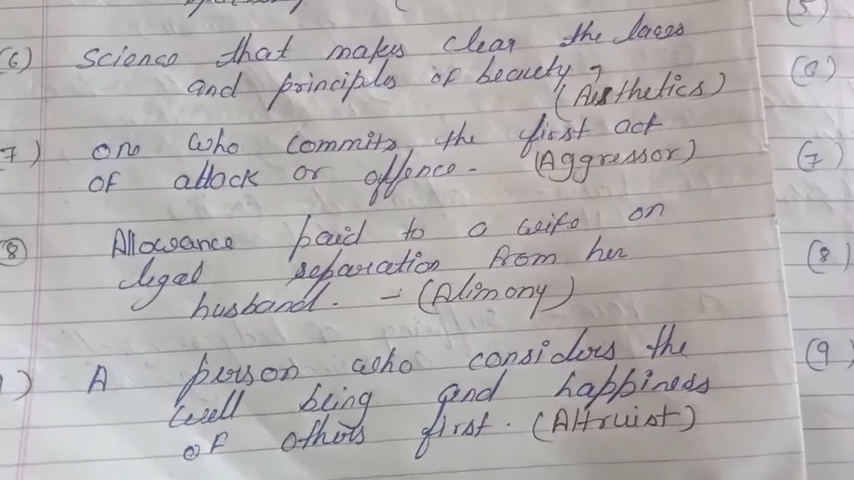 (6) Science that makes clear the laws
and principles of beauty,
(Aesthetics)
7) one who commits the first act
of attack or offence- (Aggressor)
(8) Allowance paid to a wife on
legal separation from her
husband. - (Alimony)
) A person who considers the
well being and happiness
of others first. (Altruist)
(5)
(6)
(7)
(8)
(9